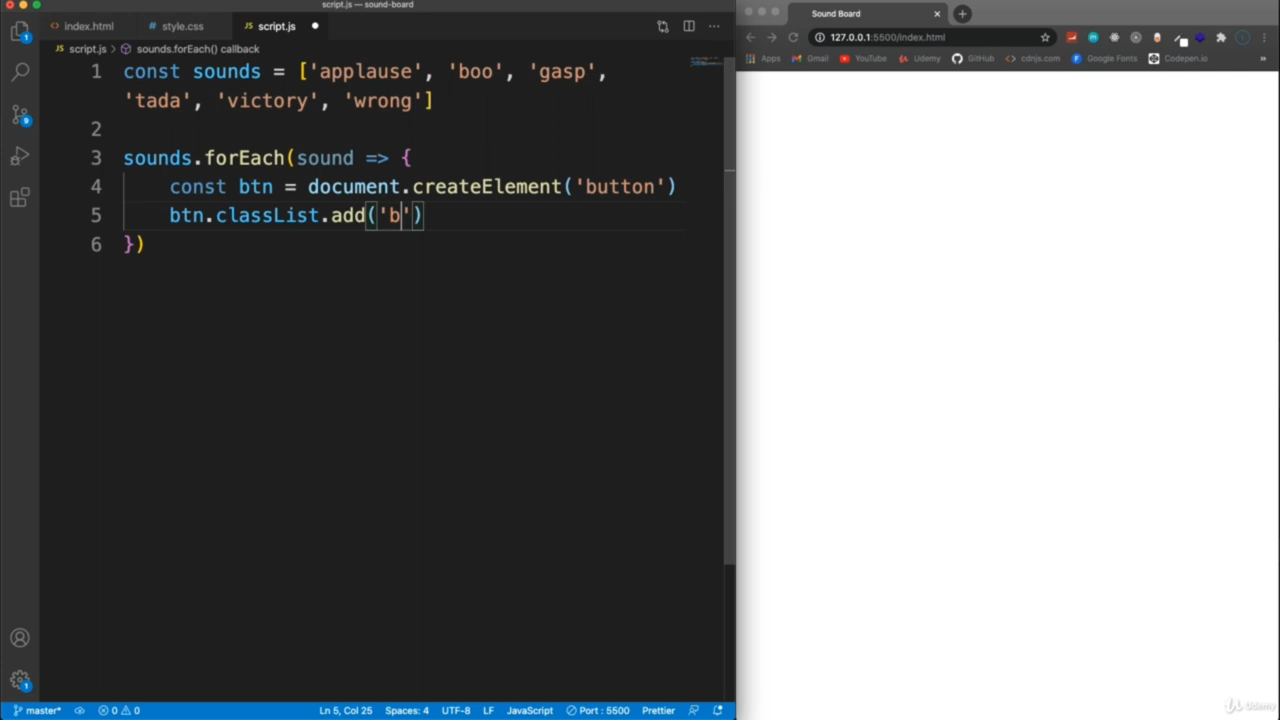 script.js — sound-board
index.html
style.css
script.js
script.js > sounds.forEach() callback
1 const sounds = ['applause', 'boo', 'gasp',
'tada', 'victory', 'wrong']
2
3 sounds.forEach(sound => {
4 const btn = document.createElement('button')
5 btn.classList.add('b')
6 })
master* 0 0 Ln 5, Col 25 Spaces: 4 UTF-8 LF JavaScript Port : 5500 Prettier
Sound Board
127.0.0.1:5500/index.html
Apps Gmail YouTube Udemy GitHub cdnjs.com Google Fonts Codepen.io »
Udemy